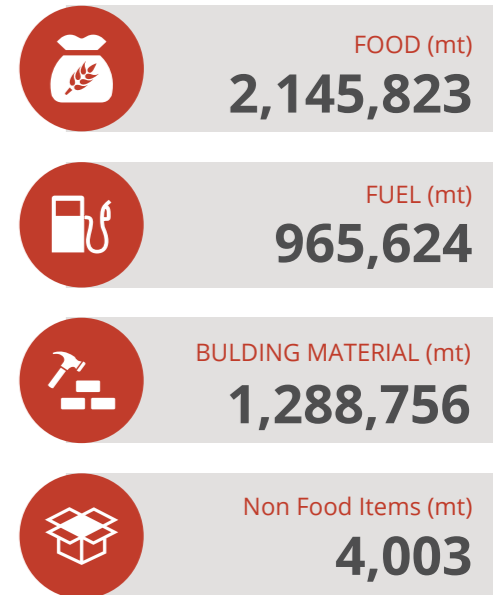 FOOD (mt)
2,145,823
FUEL (mt)
965,624
BULDING MATERIAL (mt)
1,288,756
Non Food Items (mt)
4,003